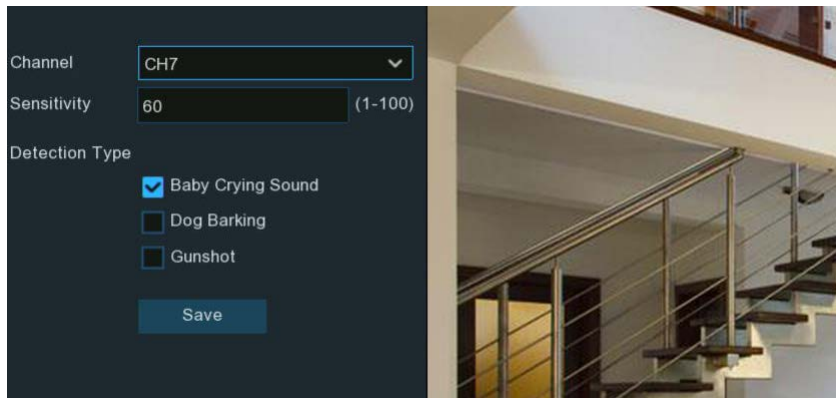 Channel CH7
Sensitivity 60 (1-100)
Detection Type
Baby Crying Sound
Dog Barking
Gunshot
Save